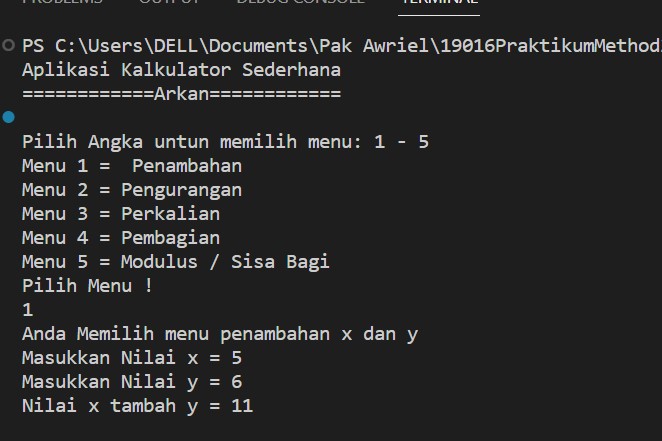 PROBLEMS OUTPUT DEBUG CONSOLE TERMINAL
PS C:\Users\DELL\Documents\Pak Awriel\19016PraktikumMethod
Aplikasi Kalkulator Sederhana
============Arkan============
Pilih Angka untun memilih menu: 1 - 5
Menu 1 =  Penambahan
Menu 2 = Pengurangan
Menu 3 = Perkalian
Menu 4 = Pembagian
Menu 5 = Modulus / Sisa Bagi
Pilih Menu !
1
Anda Memilih menu penambahan x dan y
Masukkan Nilai x = 5
Masukkan Nilai y = 6
Nilai x tambah y = 11